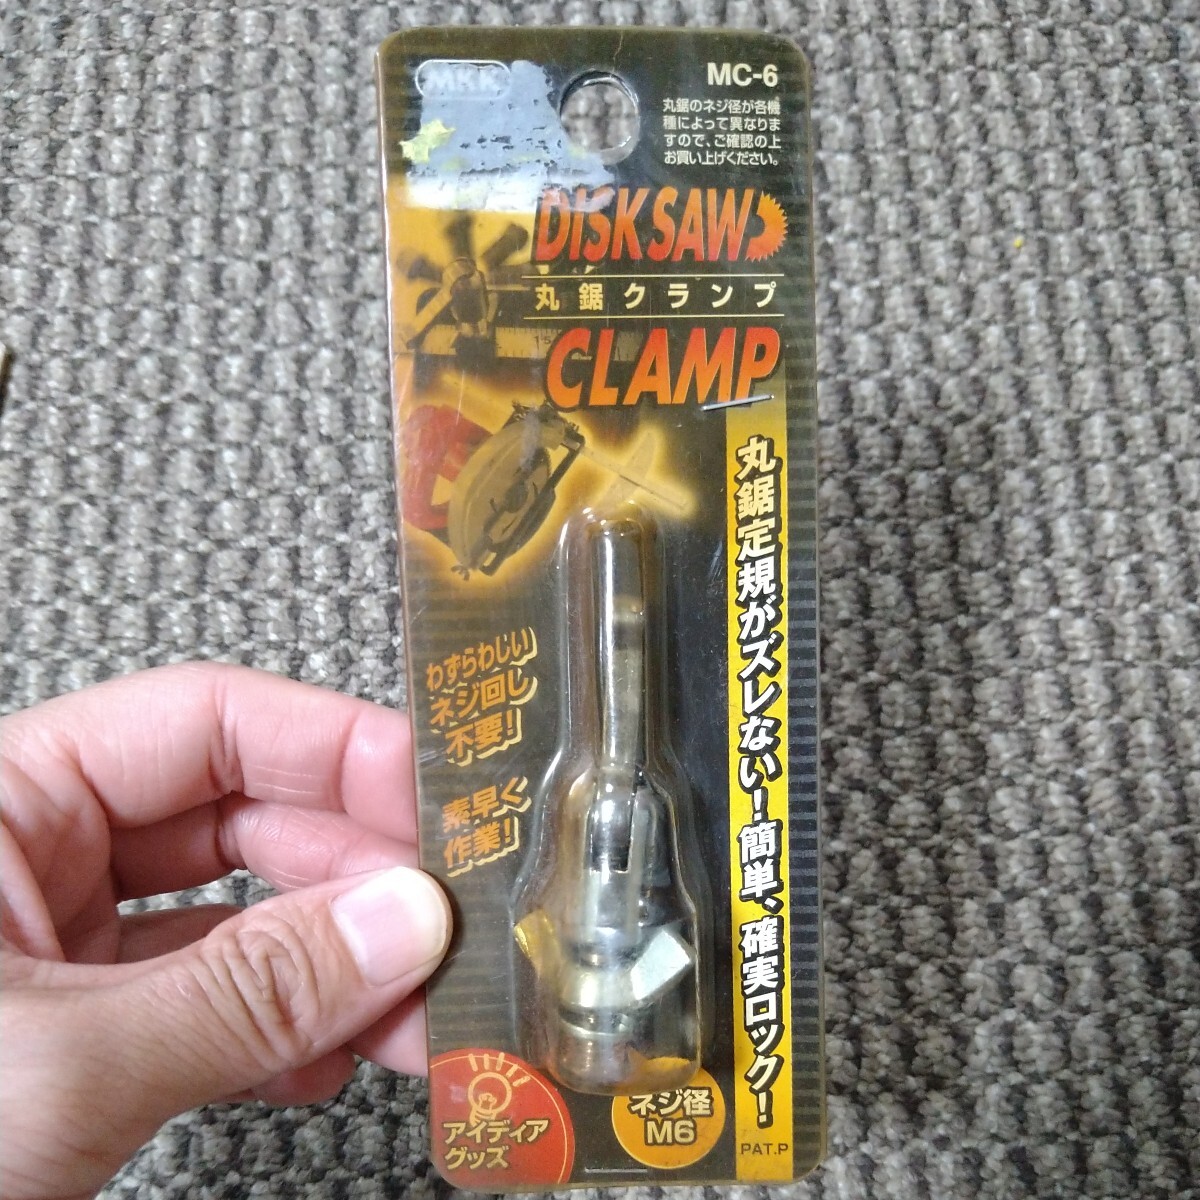 MKK
MC-6
丸鋸のネジ径が各機
種によって異なりま
すので、ご確認の上
お買い上げください。
DISK SAW
丸鋸クランプ
CLAMP
丸鋸定規がズレない!簡単、確実ロック!
わずらわしい
ネジ回し
不要!
素早く
作業!
アイディア
グッズ
ネジ径
M6
PAT.P